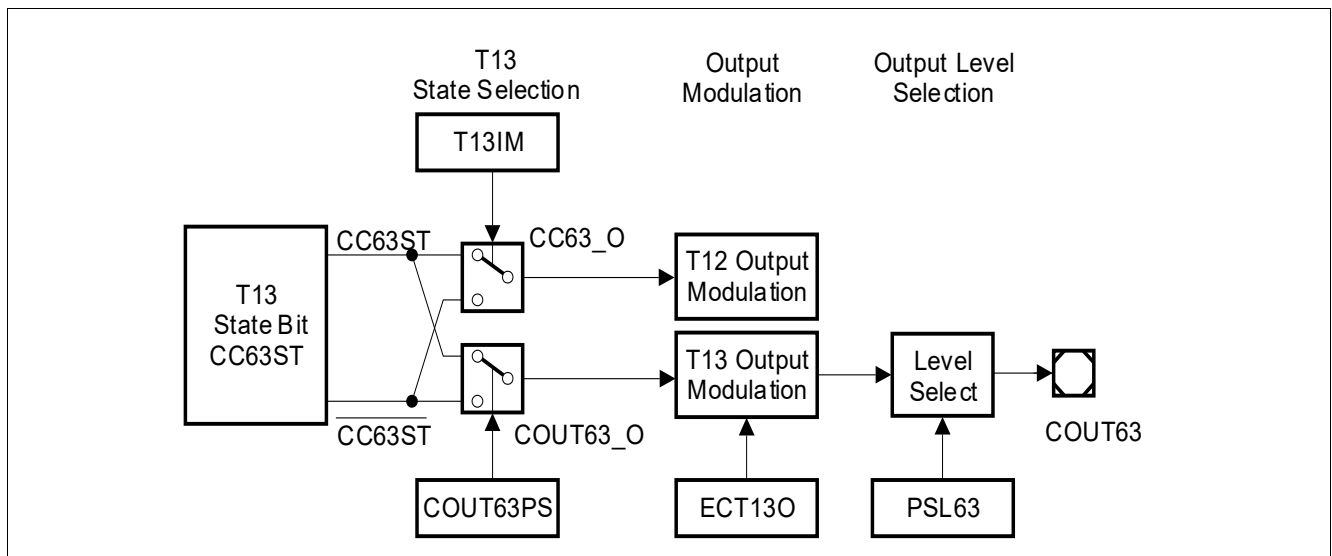 T13
State Selection
Output
Modulation
Output Level
Selection
T13IM
CC63ST
CC63_O
T13
State Bit
CC63ST
T12 Output
Modulation
T13 Output
Modulation
Level
Select
CC63ST
COUT63_O
COUT63
COUT63PS
ECT13O
PSL63